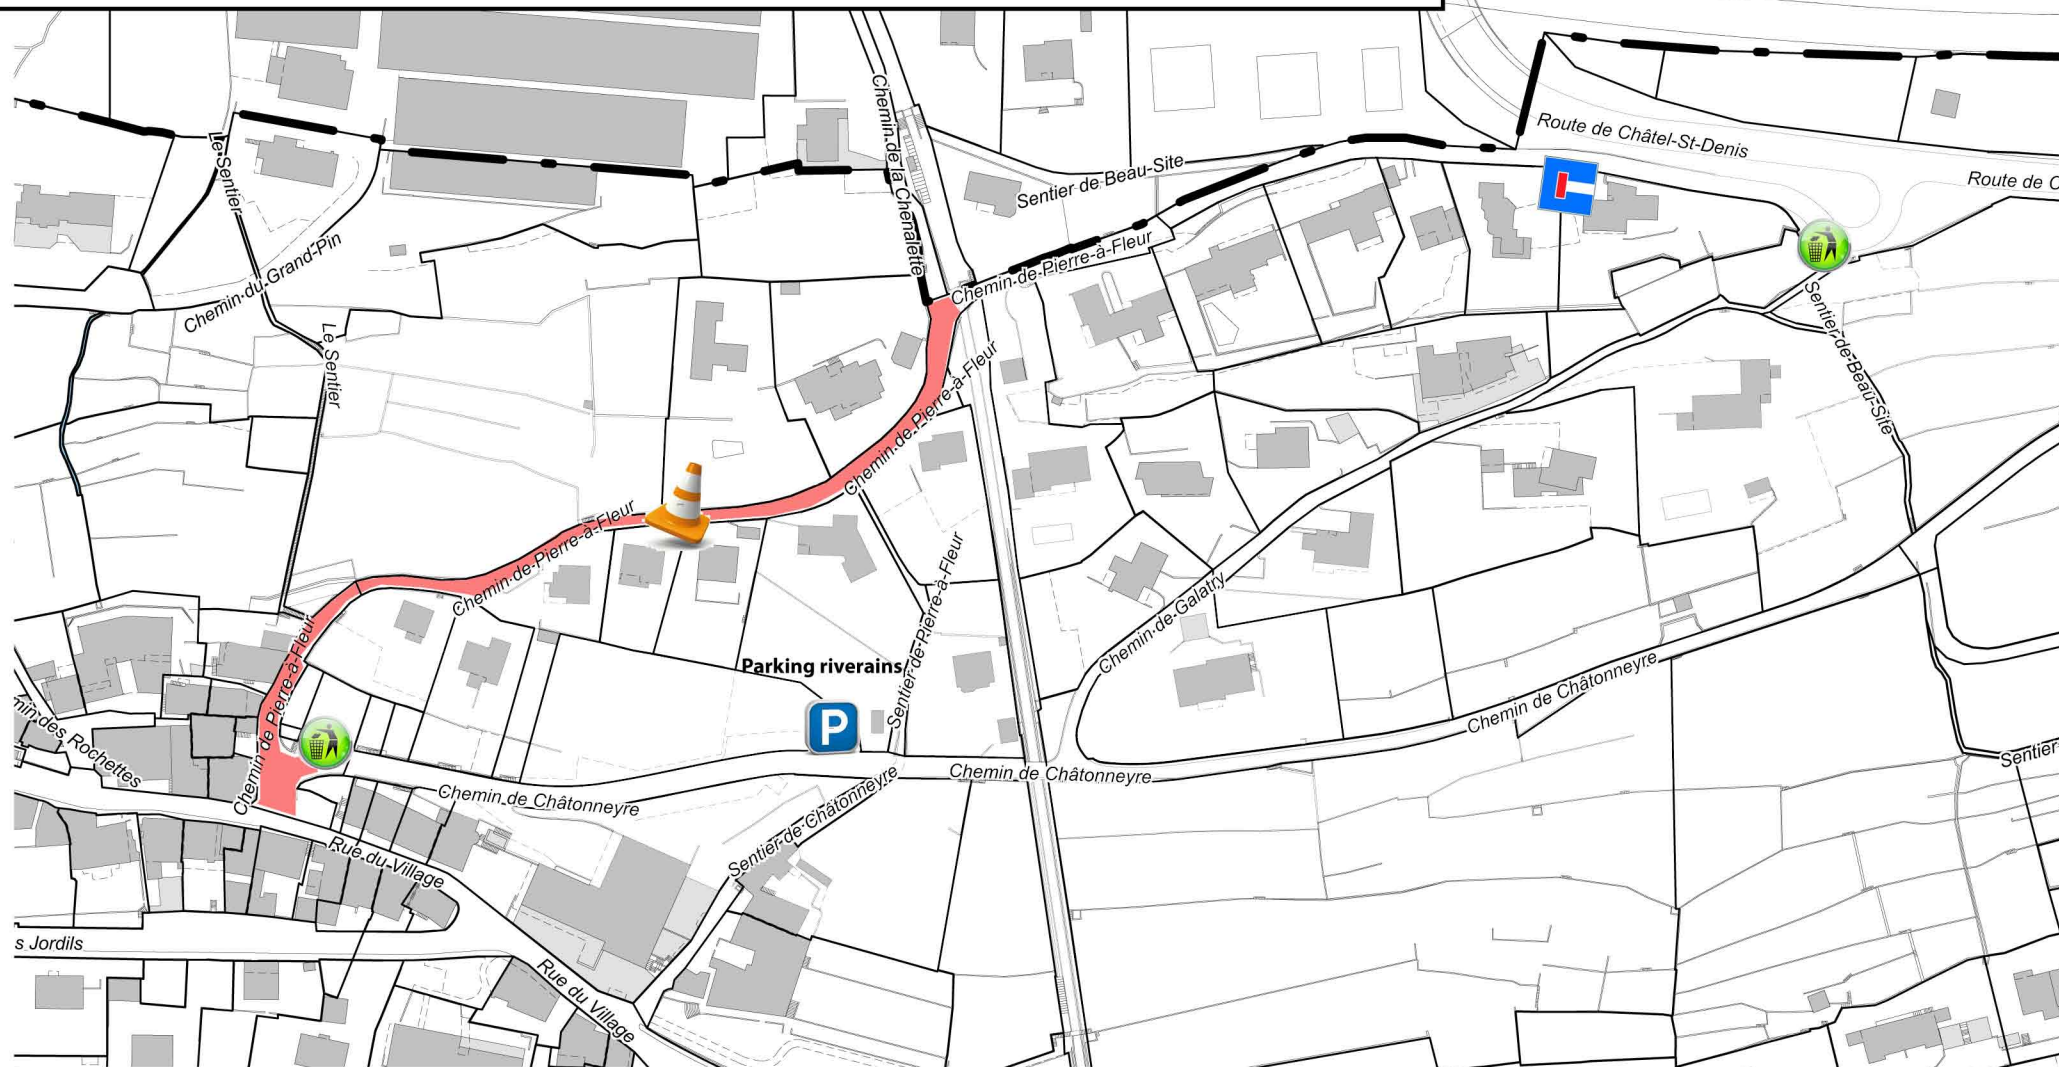 Chemin de la Chenalette
Route de Châtel-St-Denis
Le Sentier
Sentier de Beau-Site
Route de C
Chemin du Grand-Pin
Chemin de Pierre-à-Fleur
Le Sentier
Sentier de Beau-Site
Chemin de Pierre-à-Fleur
Chemin de Pierre-à-Fleur
Chemin de Galatry
Sentier de Pierre-à-Fleur
Parking riverains
P
Chemin de Pierre-à-Fleur
Chemin de Châtonneyre
min des Rochettes
Sentier
Chemin de Châtonneyre
Chemin de Châtonneyre
Sentier de Châtonneyre
Rue du Village
s Jordils
Rue du Village